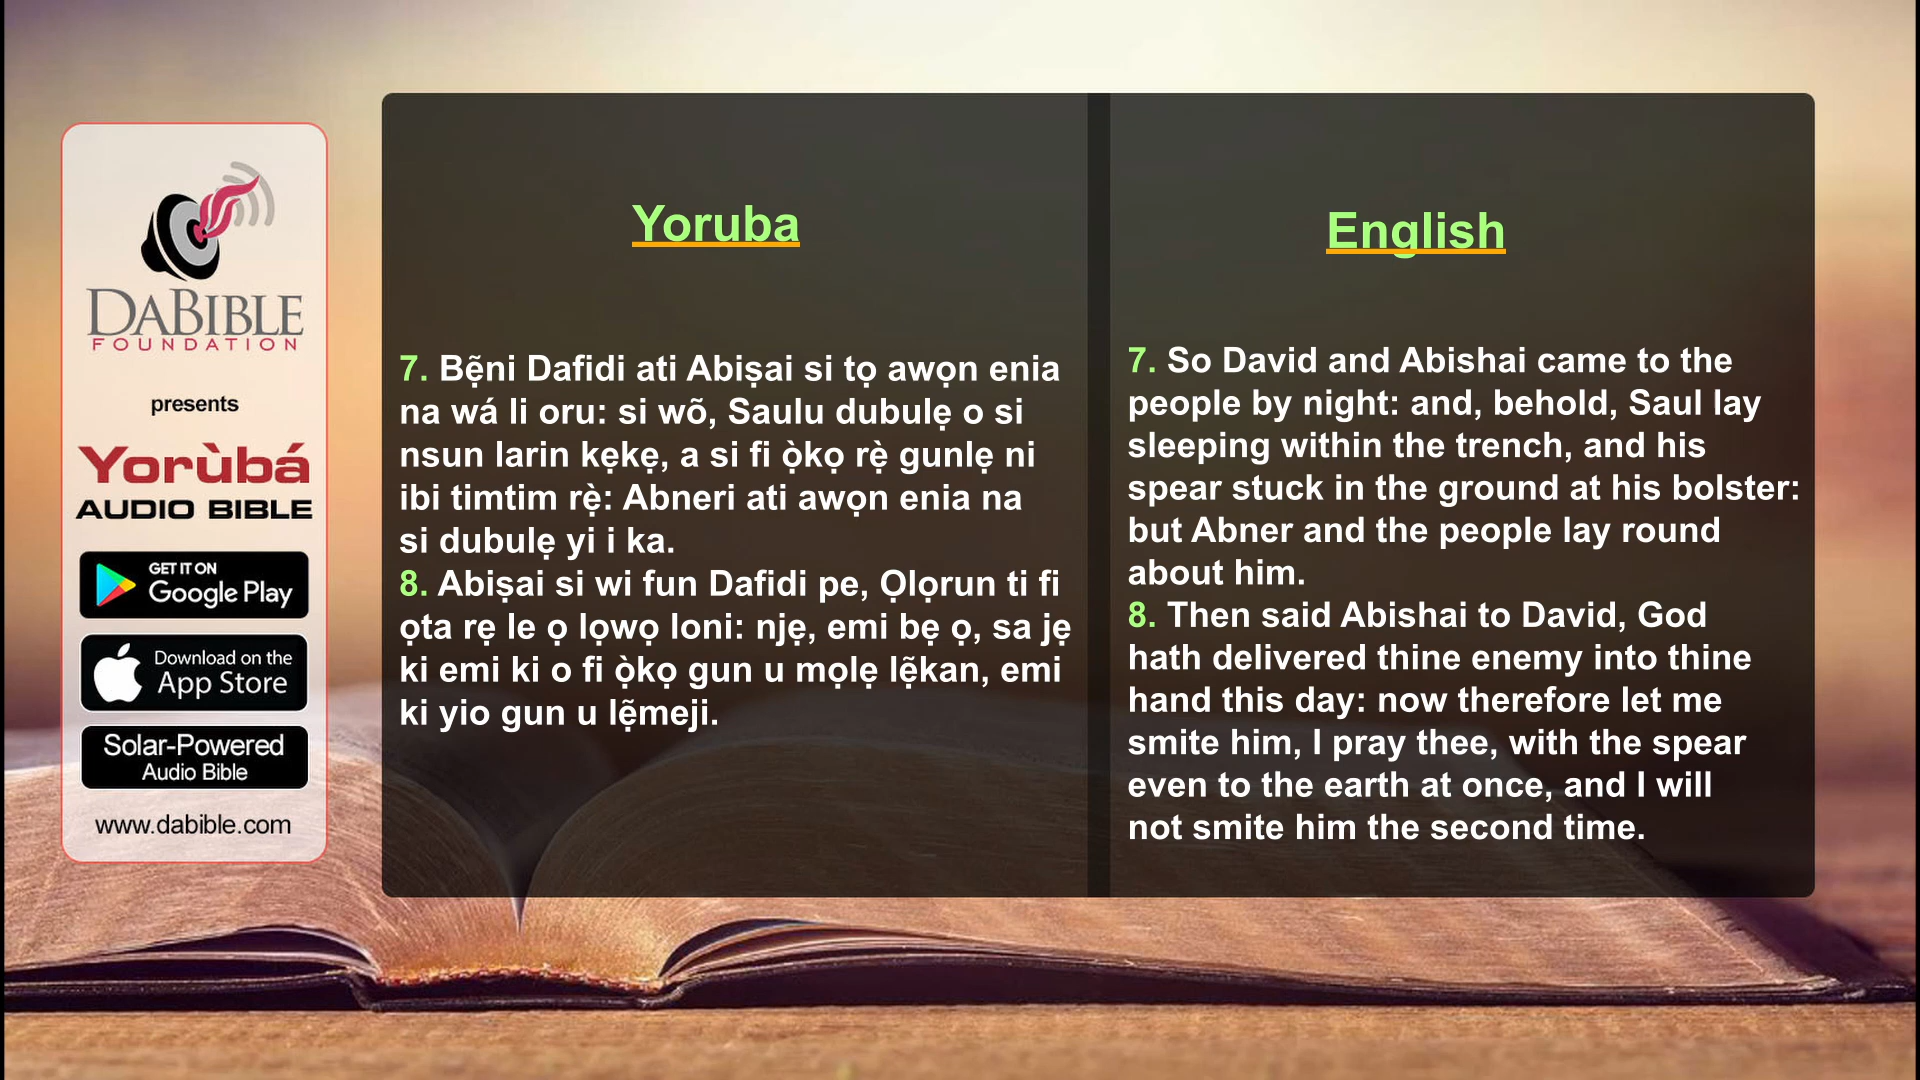 DABIBLE
FOUNDATION
presents
Yorùbá
AUDIO BIBLE
GET IT ON
Google Play
Download on the
App Store
Solar-Powered
Audio Bible
www.dabible.com
Yoruba
7. Bẹ̃ni Dafidi ati Abiṣai si tọ awọn enia
na wá li oru: si wõ, Saulu dubulẹ o si
nsun larin kẹkẹ, a si fi ọ̀kọ rẹ̀ gunlẹ ni
ibi timtim rẹ̀: Abneri ati awọn enia na
si dubulẹ yi i ka.
8. Abiṣai si wi fun Dafidi pe, Ọlọrun ti fi
ọta rẹ le ọ lọwọ loni: njẹ, emi bẹ ọ, sa jẹ
ki emi ki o fi ọ̀kọ gun u mọlẹ lẹ̃kan, emi
ki yio gun u lẹ̃meji.
English
7. So David and Abishai came to the
people by night: and, behold, Saul lay
sleeping within the trench, and his
spear stuck in the ground at his bolster:
but Abner and the people lay round
about him.
8. Then said Abishai to David, God
hath delivered thine enemy into thine
hand this day: now therefore let me
smite him, I pray thee, with the spear
even to the earth at once, and I will
not smite him the second time.